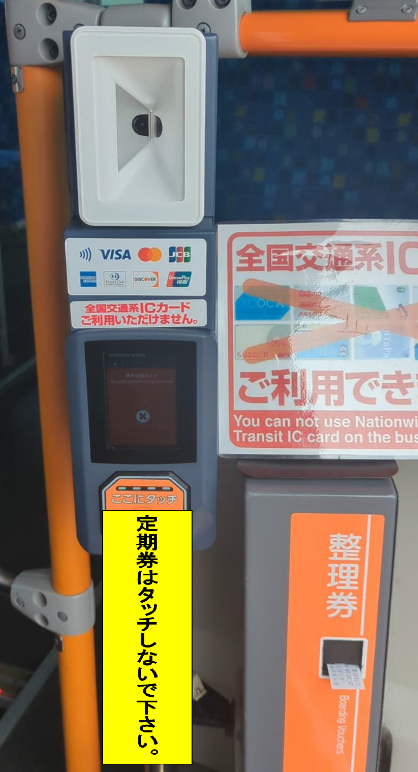 VISA
JCB
DISCOVER
全国交通系ICカード
ご利用いただけません。
ここにタッチ
定期券はタッチしないで下さい。
全国交通系IC
ご利用でき
You can not use Nationwi
Transit IC card on the bus
整理券
Boarding Vouchers